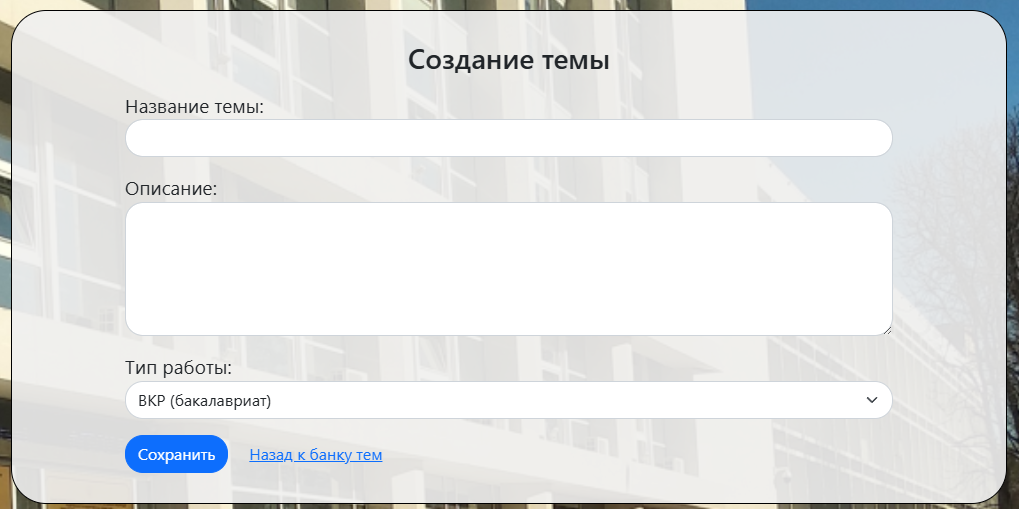 Создание темы
Название темы:
Описание:
Тип работы:
ВКР (бакалавриат)
Сохранить Назад к банку тем